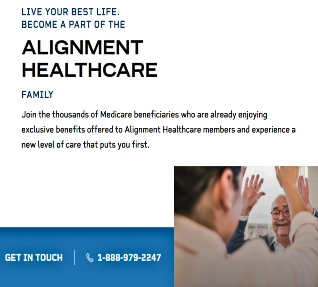 LIVE YOUR BEST LIFE.
BECOME A PART OF THE
ALIGNMENT
HEALTHCARE
FAMILY
Join the thousands of Medicare beneficiaries who are already enjoying
exclusive benefits offered to Alignment Healthcare members and experience a
new level of care that puts you first.
GET IN TOUCH
1-888-979-2247